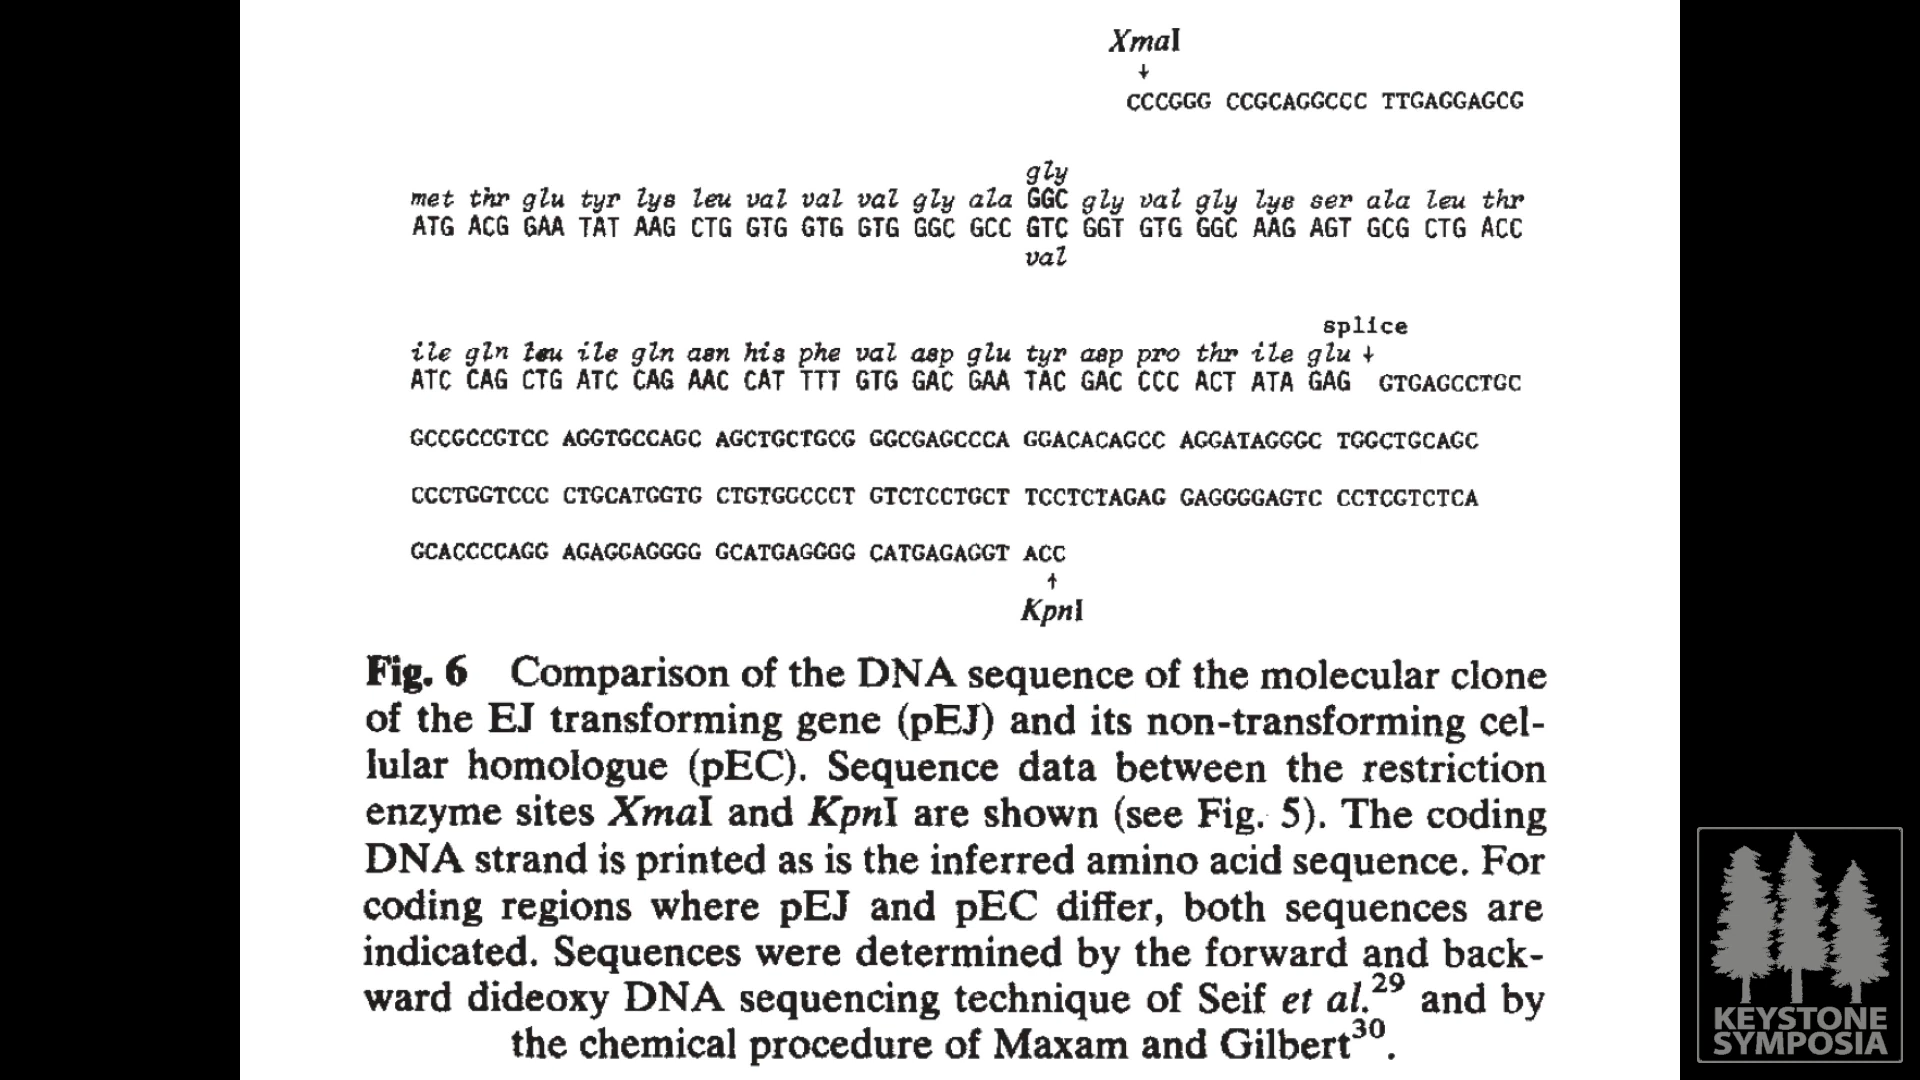 XmaI
↓
CCCGGG CCGCAGGCCC TTGAGGAGCG
gly
met thr glu tyr lys leu val val val gly ala GGC gly val gly lys ser ala leu thr
ATG ACG GAA TAT AAG CTG GTG GTG GTG GGC GCC GTC GGT GTG GGC AAG AGT GCG CTG ACC
val
splice
ile gln leu ile gln asn his phe val asp glu tyr asp pro thr ile glu ↓
ATC CAG CTG ATC CAG AAC CAT TTT GTG GAC GAA TAC GAC CCC ACT ATA GAG GTGAGCCTGC
GCCGCCGTCC AGGTGCCAGC AGCTGCTGCG GGCGAGCCCA GGACACAGCC AGGATAGGGC TGGCTGCAGC
CCCTGGTCCC CTGCATGGTG CTGTGGCCCT GTCTCCTGCT TCCTCTAGAG GAGGGGAGTC CCTCGTCTCA
GCACCCCAGG AGAGGAGGGG GCATGAGGGG CATGAGAGGT ACC
↑
KpnI
Fig. 6 Comparison of the DNA sequence of the molecular clone
of the EJ transforming gene (pEJ) and its non-transforming cel-
lular homologue (pEC). Sequence data between the restriction
enzyme sites XmaI and KpnI are shown (see Fig. 5). The coding
DNA strand is printed as is the inferred amino acid sequence. For
coding regions where pEJ and pEC differ, both sequences are
indicated. Sequences were determined by the forward and back-
ward dideoxy DNA sequencing technique of Seif et al.29 and by
the chemical procedure of Maxam and Gilbert30.
KEYSTONE
SYMPOSIA